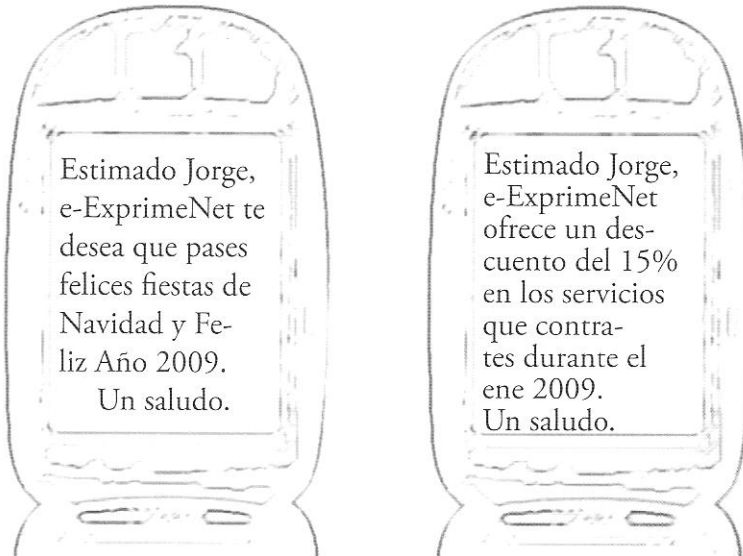 Estimado Jorge,
e-ExprimeNet te
desea que pases
felices fiestas de
Navidad y Fe-
liz Año 2009.
Un saludo.
Estimado Jorge,
e-ExprimeNet
ofrece un des-
cuento del 15%
en los servicios
que contra-
tes durante el
ene 2009.
Un saludo.